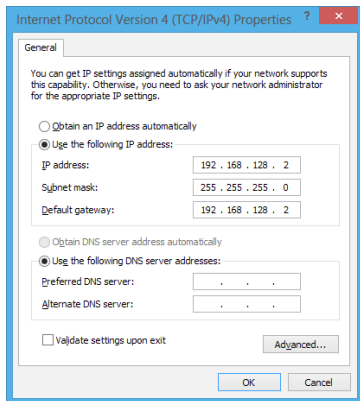 Internet Protocol Version 4 (TCP/IPv4) Properties ? ×
General
You can get IP settings assigned automatically if your network supports
this capability. Otherwise, you need to ask your network administrator
for the appropriate IP settings.
Obtain an IP address automatically
Use the following IP address:
IP address: 192 . 168 . 128 . 2
Subnet mask: 255 . 255 . 255 . 0
Default gateway: 192 . 168 . 128 . 2
Obtain DNS server address automatically
Use the following DNS server addresses:
Preferred DNS server: . . .
Alternate DNS server: . . .
Validate settings upon exit
Advanced...
OK Cancel